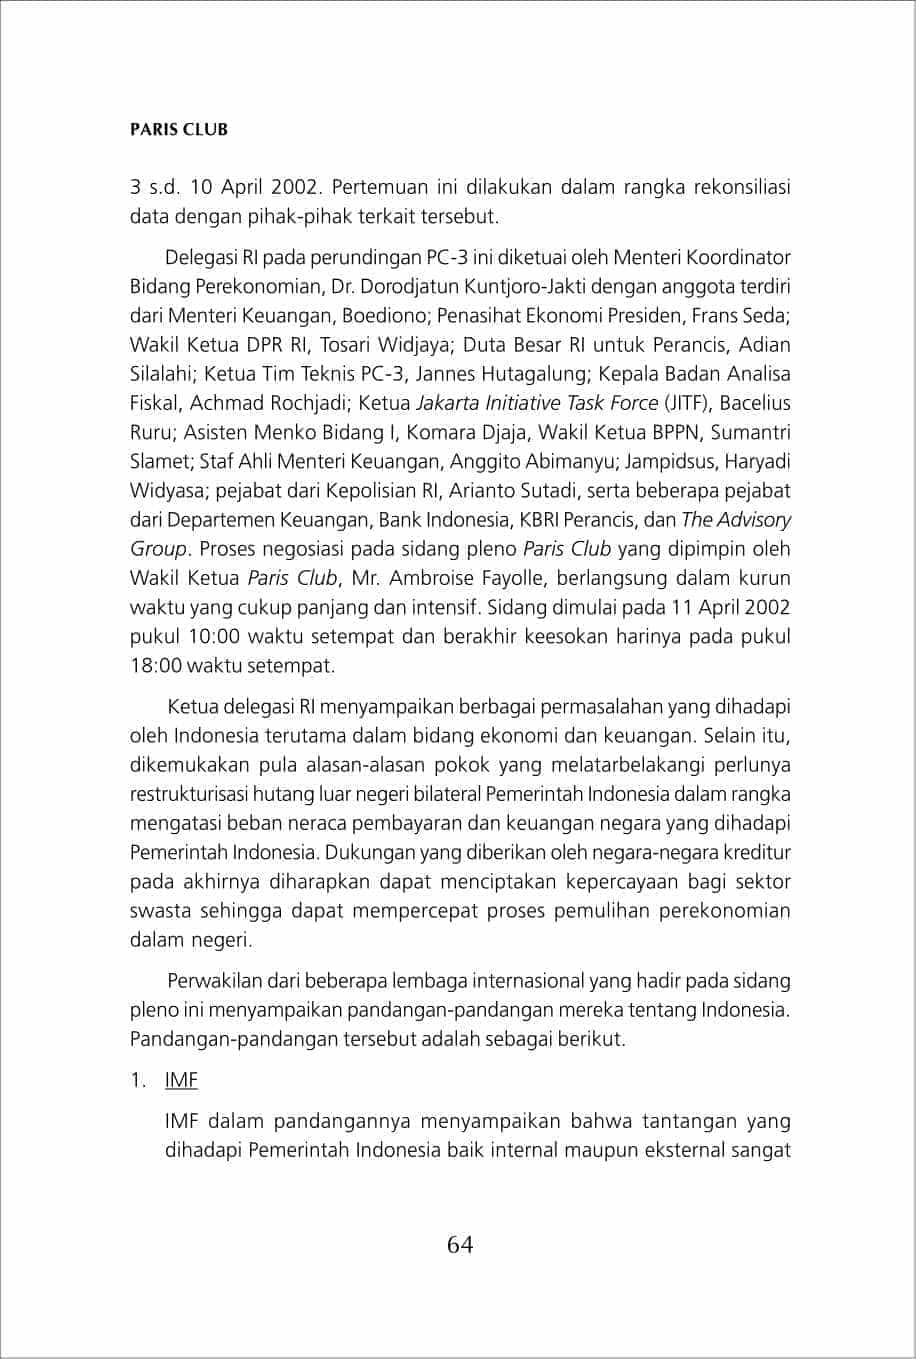 PARIS CLUB
3 s.d. 10 April 2002. Pertemuan ini dilakukan dalam rangka rekonsiliasi
data dengan pihak-pihak terkait tersebut.
Delegasi RI pada perundingan PC-3 ini diketuai oleh Menteri Koordinator
Bidang Perekonomian, Dr. Dorodjatun Kuntjoro-Jakti dengan anggota terdiri
dari Menteri Keuangan, Boediono; Penasihat Ekonomi Presiden, Frans Seda;
Wakil Ketua DPR RI, Tosari Widjaya; Duta Besar RI untuk Perancis, Adian
Silalahi; Ketua Tim Teknis PC-3, Jannes Hutagalung; Kepala Badan Analisa
Fiskal, Achmad Rochjadi; Ketua Jakarta Initiative Task Force (JITF), Bacelius
Ruru; Asisten Menko Bidang I, Komara Djaja, Wakil Ketua BPPN, Sumantri
Slamet; Staf Ahli Menteri Keuangan, Anggito Abimanyu; Jampidsus, Haryadi
Widyasa; pejabat dari Kepolisian RI, Arianto Sutadi, serta beberapa pejabat
dari Departemen Keuangan, Bank Indonesia, KBRI Perancis, dan The Advisory
Group. Proses negosiasi pada sidang pleno Paris Club yang dipimpin oleh
Wakil Ketua Paris Club, Mr. Ambroise Fayolle, berlangsung dalam kurun
waktu yang cukup panjang dan intensif. Sidang dimulai pada 11 April 2002
pukul 10:00 waktu setempat dan berakhir keesokan harinya pada pukul
18:00 waktu setempat.
Ketua delegasi RI menyampaikan berbagai permasalahan yang dihadapi
oleh Indonesia terutama dalam bidang ekonomi dan keuangan. Selain itu,
dikemukakan pula alasan-alasan pokok yang melatarbelakangi perlunya
restrukturisasi hutang luar negeri bilateral Pemerintah Indonesia dalam rangka
mengatasi beban neraca pembayaran dan keuangan negara yang dihadapi
Pemerintah Indonesia. Dukungan yang diberikan oleh negara-negara kreditur
pada akhirnya diharapkan dapat menciptakan kepercayaan bagi sektor
swasta sehingga dapat mempercepat proses pemulihan perekonomian
dalam negeri.
Perwakilan dari beberapa lembaga internasional yang hadir pada sidang
pleno ini menyampaikan pandangan-pandangan mereka tentang Indonesia.
Pandangan-pandangan tersebut adalah sebagai berikut.
1. IMF
IMF dalam pandangannya menyampaikan bahwa tantangan yang
dihadapi Pemerintah Indonesia baik internal maupun eksternal sangat
64